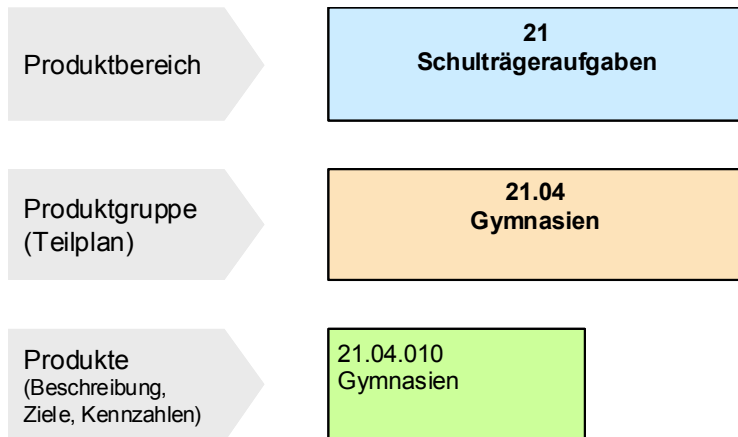 Produktbereich
21
Schulträgeraufgaben
Produktgruppe
(Teilplan)
21.04
Gymnasien
Produkte
(Beschreibung,
Ziele, Kennzahlen)
21.04.010
Gymnasien